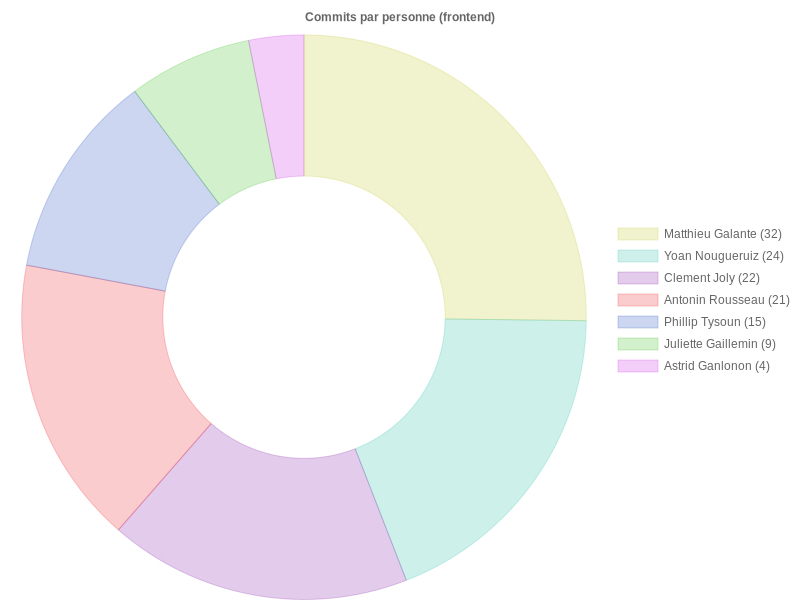 Commits par personne (frontend)
Matthieu Galante (32)
Yoan Nougueruiz (24)
Clement Joly (22)
Antonin Rousseau (21)
Phillip Tysoun (15)
Juliette Gaillemin (9)
Astrid Ganlonon (4)